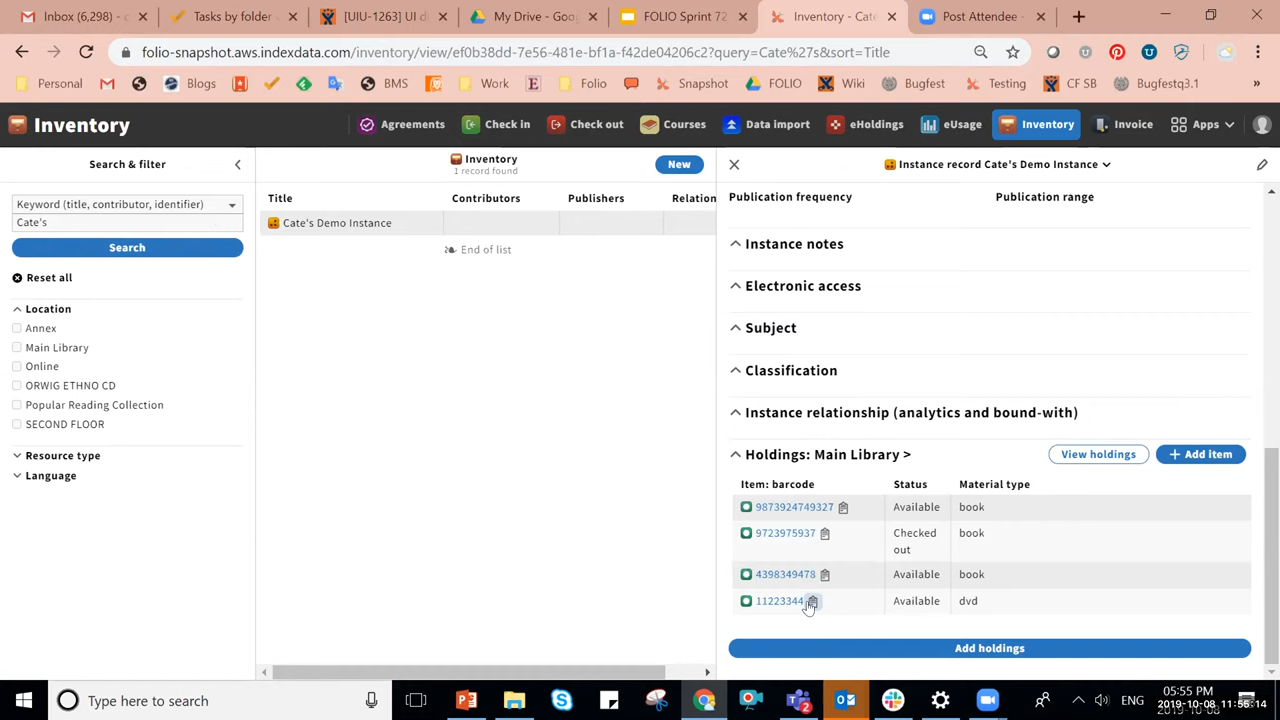 Inbox (6,298) - c
Tasks by folder
[UIU-1263] UI d
My Drive - Goo
FOLIO Sprint 72
Inventory - Cate
Post Attendee -
folio-snapshot.aws.indexdata.com/inventory/view/ef0b38dd-7e56-481e-bf1a-f42de04206c2?query=Cate%27s&sort=Title
Personal
Blogs
BMS
Work
Folio
Snapshot
FOLIO
Wiki
Bugfest
Testing
CF SB
Bugfestq3.1
Inventory
Agreements
Check in
Check out
Courses
Data import
eHoldings
eUsage
Inventory
Invoice
Apps
Search & filter
Keyword (title, contributor, identifier)
Cate's
Search
Reset all
Location
Annex
Main Library
Online
ORWIG ETHNO CD
Popular Reading Collection
SECOND FLOOR
Resource type
Language
Inventory
1 record found
New
Title
Contributors
Publishers
Relation
Cate's Demo Instance
End of list
Instance record Cate's Demo Instance
Publication frequency
Publication range
Instance notes
Electronic access
Subject
Classification
Instance relationship (analytics and bound-with)
Holdings: Main Library >
View holdings
+ Add item
Item: barcode
Status
Material type
9873924749327
Available
book
9723975937
Checked
out
book
4398349478
Available
book
11223344
Available
dvd
Add holdings
Type here to search
ENG
05:55 PM
2019-10-08
2019-10-08 11:55:14